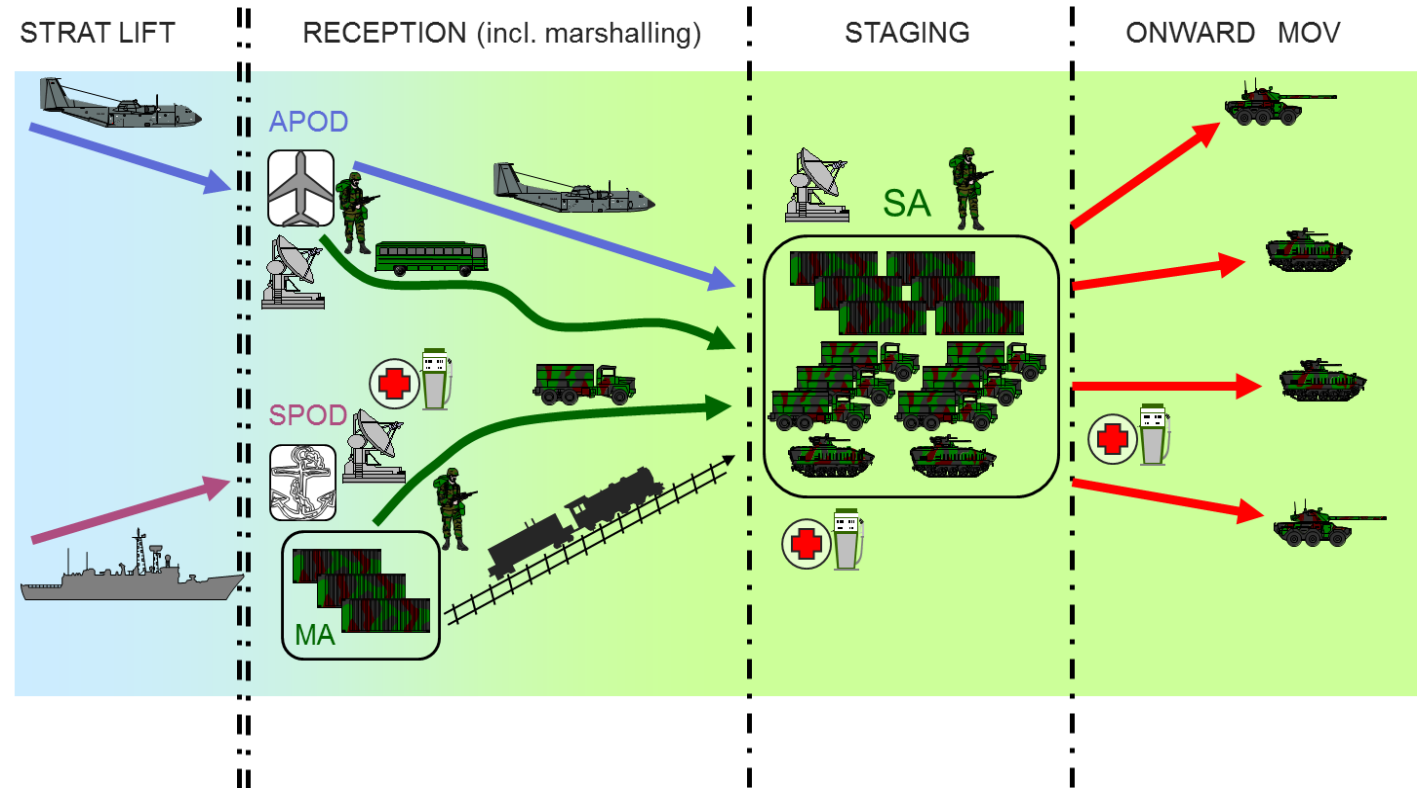 STRAT LIFT
RECEPTION (incl. marshalling)
STAGING
ONWARD MOV
APOD
SA
SPOD
MA